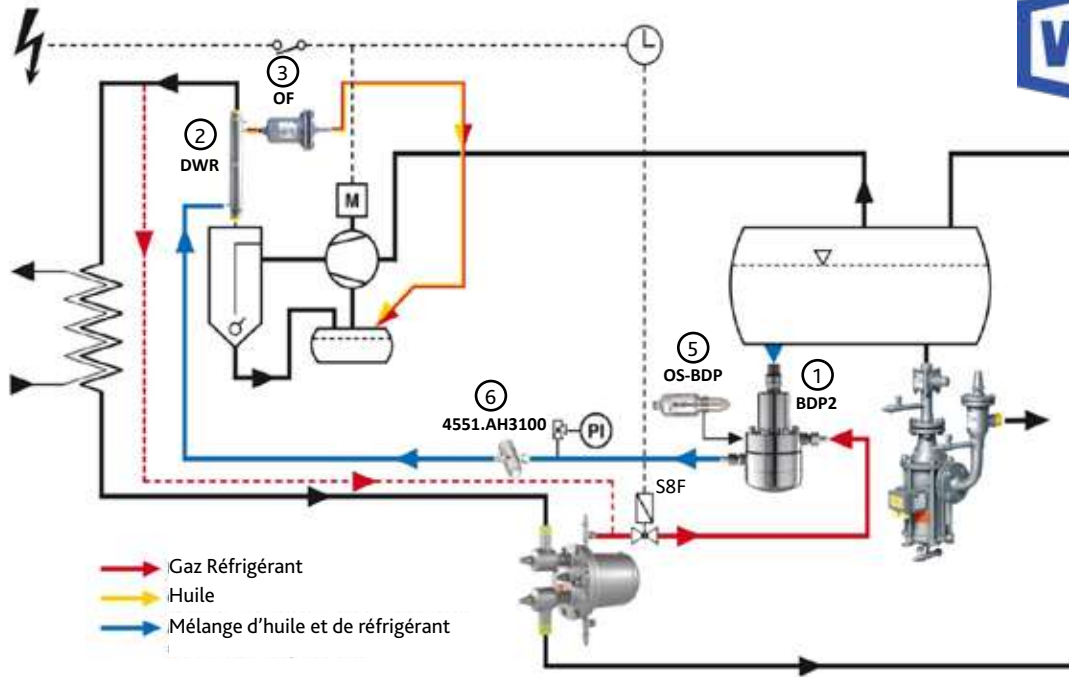 W
3
OF
2
DWR
M
5
OS-BDP
1
BDP2
6
4551.AH3100
PI
S8F
Gaz Réfrigérant
Huile
Mélange d'huile et de réfrigérant